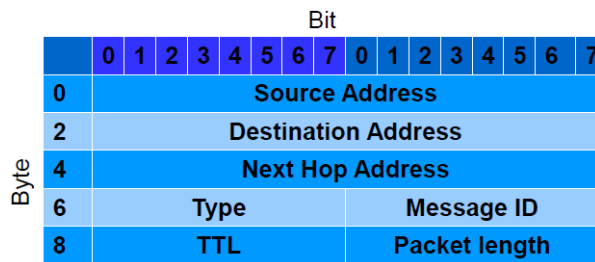 Bit
0 1 2 3 4 5 6 7 0 1 2 3 4 5 6 7
0 Source Address
2 Destination Address
4 Next Hop Address
6 Type Message ID
8 TTL Packet length
Byte